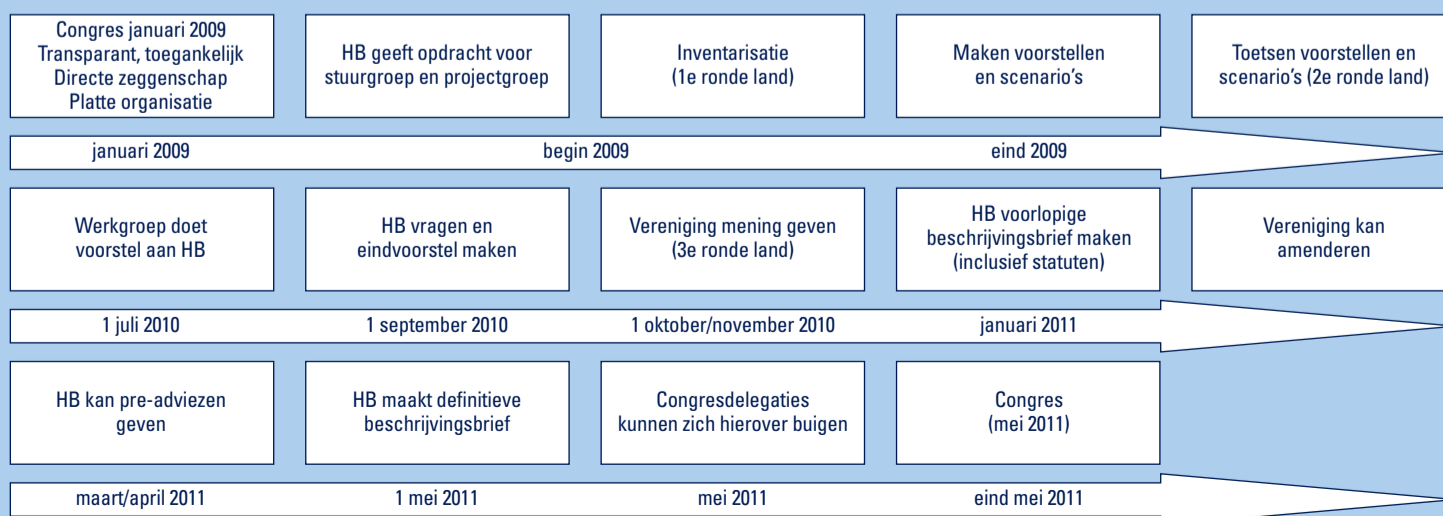 Congres januari 2009
Transparant, toegankelijk
Directe zeggenschap
Platte organisatie
HB geeft opdracht voor
stuurgroep en projectgroep
Inventarisatie
(1e ronde land)
Maken voorstellen
en scenario's
Toetsen voorstellen en
scenario's (2e ronde land)
januari 2009
begin 2009
eind 2009
Werkgroep doet
voorstel aan HB
HB vragen en
eindvoorstel maken
Vereniging mening geven
(3e ronde land)
HB voorlopige
beschrijvingsbrief maken
(inclusief statuten)
Vereniging kan
amenderen
1 juli 2010
1 september 2010
1 oktober/november 2010
januari 2011
HB kan pre-adviezen
geven
HB maakt definitieve
beschrijvingsbrief
Congresdelegaties
kunnen zich hierover buigen
Congres
(mei 2011)
maart/april 2011
1 mei 2011
mei 2011
eind mei 2011